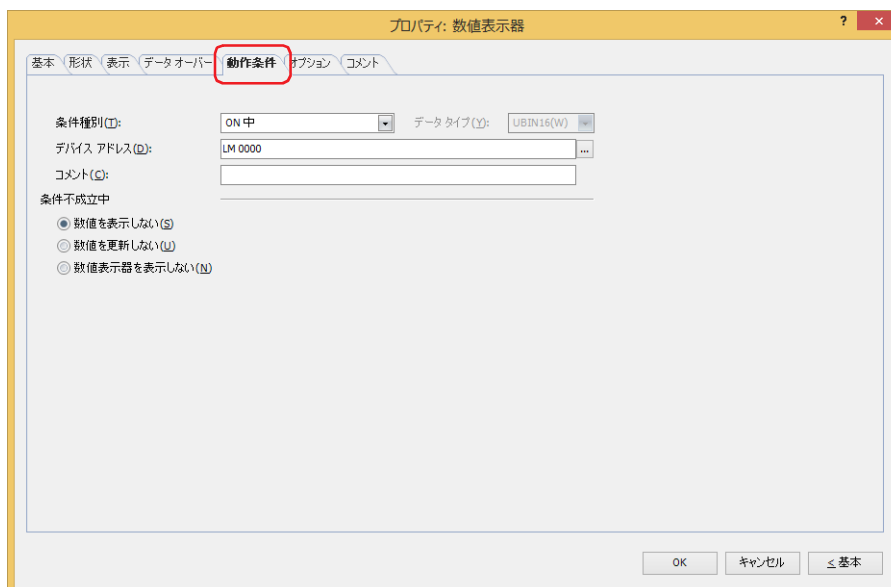 プロパティ: 数値表示器 ? ×
基本 形状 表示 データ オーバー 動作条件 オプション コメント
条件種別(T): ON 中 データ タイプ(Y): UBIN16(W)
デバイス アドレス(D): LM 0000 ...
コメント(C):
条件不成立中
数値を表示しない(S)
数値を更新しない(U)
数値表示器を表示しない(N)
OK キャンセル < 基本